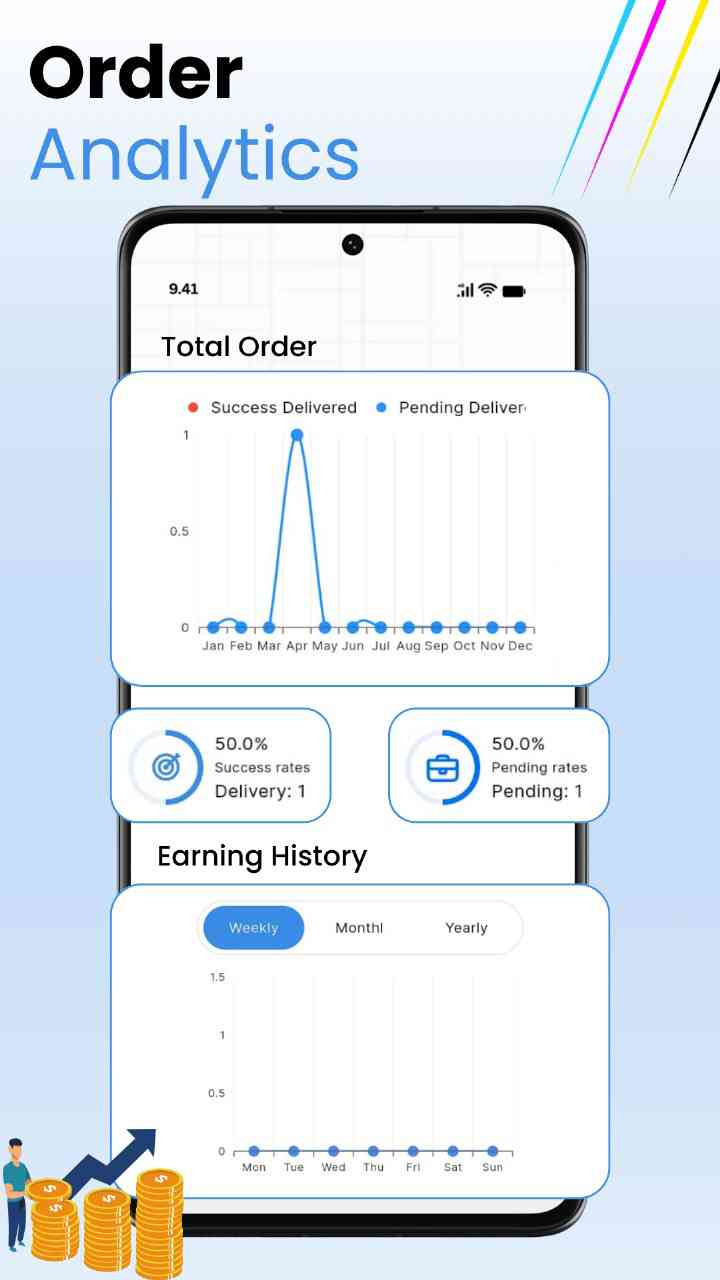 Order
Analytics
9.41
Total Order
Success Delivered Pending Deliver
1
0.5
0
Jan Feb Mar Apr May Jun Jul Aug Sep Oct Nov Dec
50.0%
Success rates
Delivery: 1
50.0%
Pending rates
Pending: 1
Earning History
Weekly Monthl Yearly
1.5
1
0.5
0
Mon Tue Wed Thu Fri Sat Sun